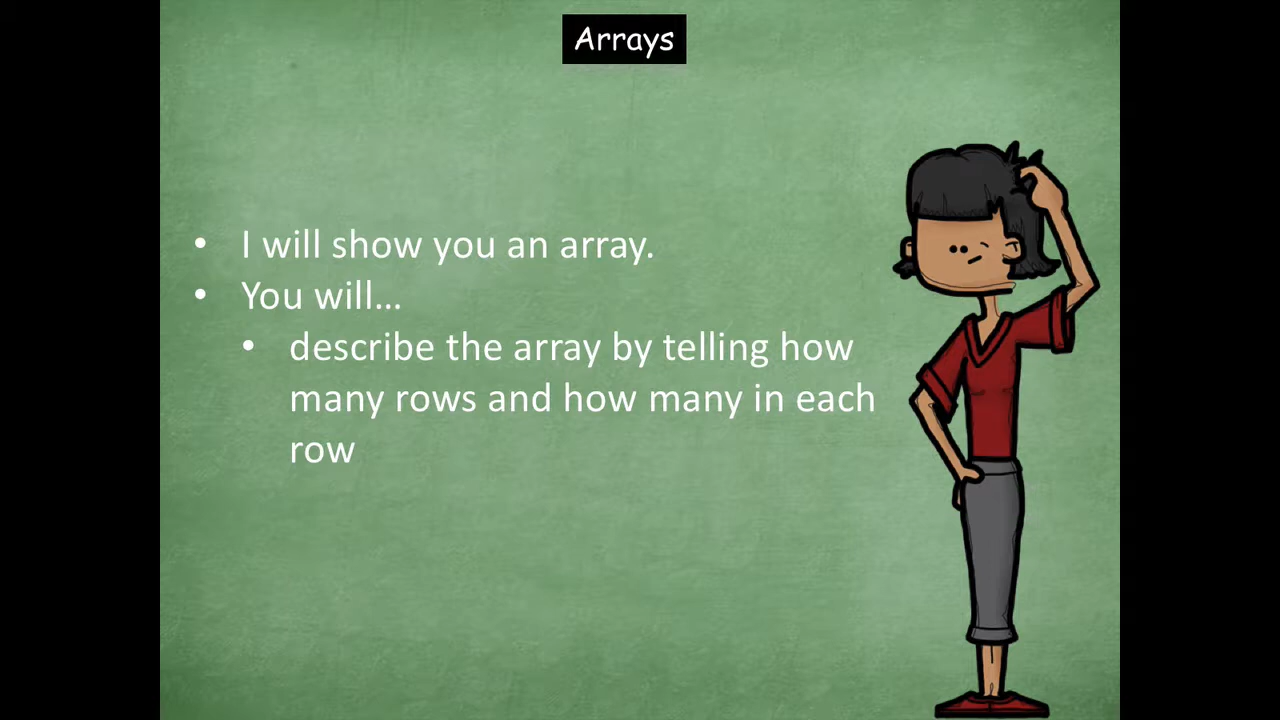 Arrays
• I will show you an array.
• You will…
• describe the array by telling how
many rows and how many in each
row